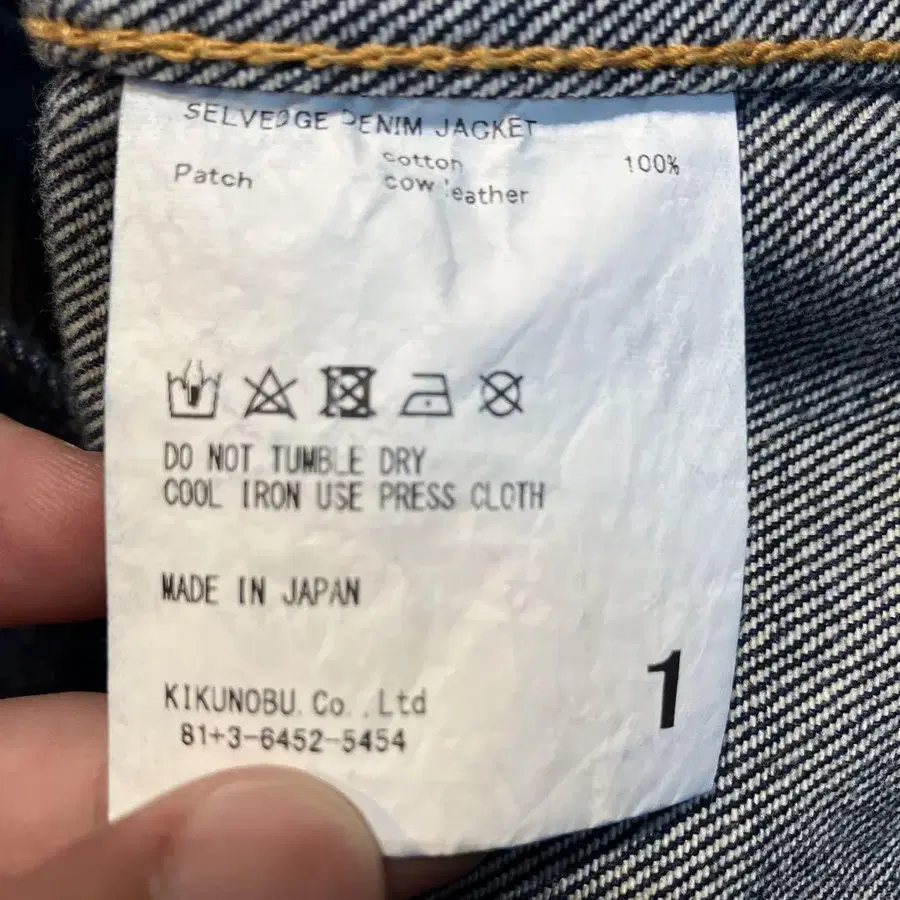 SELVEDGE DENIM JACKET
cotton 100%
Patch cow leather
DO NOT TUMBLE DRY
COOL IRON USE PRESS CLOTH
MADE IN JAPAN
1
KIKUNOBU.Co.,Ltd
81+3-6452-5454